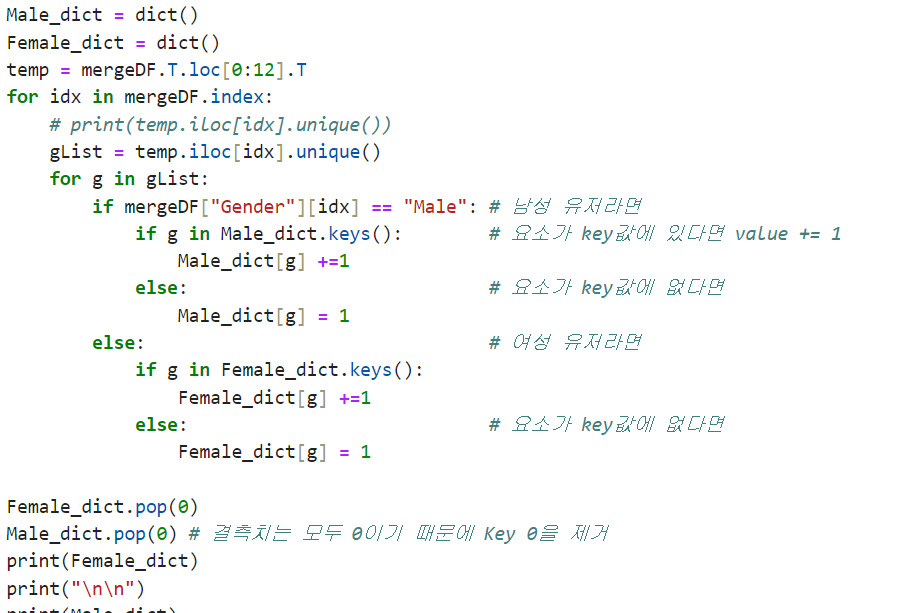 Male_dict = dict()
Female_dict = dict()
temp = mergeDF.T.loc[0:12].T
for idx in mergeDF.index:
    # print(temp.iloc[idx].unique())
    gList = temp.iloc[idx].unique()
    for g in gList:
        if mergeDF["Gender"][idx] == "Male": # 남성 유저라면
            if g in Male_dict.keys():        # 요소가 key값에 있다면 value += 1
                Male_dict[g] +=1
            else:                            # 요소가 key값에 없다면
                Male_dict[g] = 1
        else:                                # 여성 유저라면
            if g in Female_dict.keys():
                Female_dict[g] +=1
            else:                            # 요소가 key값에 없다면
                Female_dict[g] = 1

Female_dict.pop(0)
Male_dict.pop(0) # 결측치는 모두 0이기 때문에 Key 0을 제거
print(Female_dict)
print("\n\n")
print(Male_dict)